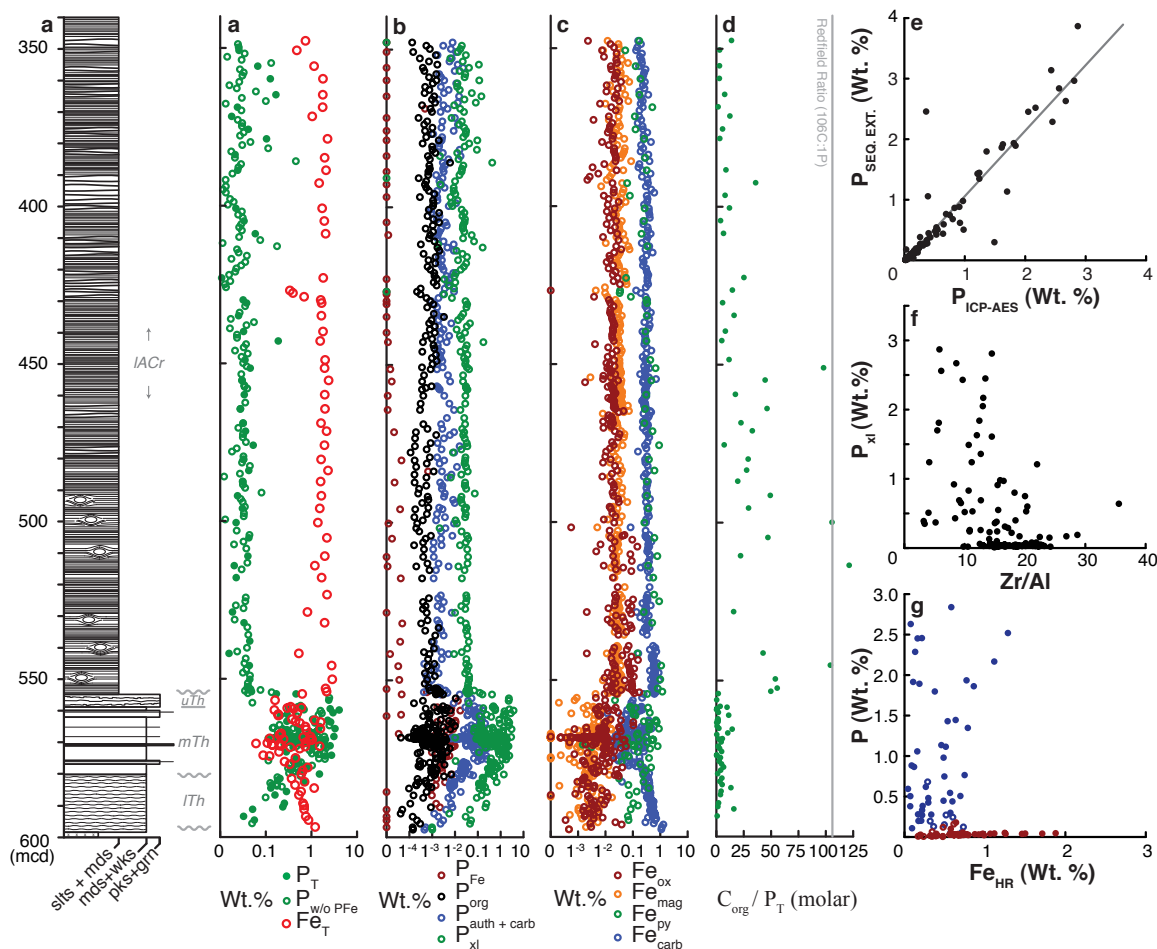 a
350
400
450
500
550
600
(mcd)
lACr
uTh
mTh
lTh
slts + mds
mds+wks
pks+grn
a
0 0.1 1 10
Wt.%
P_T
P_w/o PFe
Fe_T
b
0 1^-4 1^-3 10^-2 0.1 1 10
Wt.%
P_Fe
P_org
P_auth + carb
P_xl
c
0 1^-3 10^-2 0.1 1 10
Wt.%
Fe_ox
Fe_mag
Fe_py
Fe_carb
d
Redfield Ratio (106C:1P)
0 25 50 75 100 125
C_org / P_T (molar)
e
P_SEQ. EXT. (Wt. %)
4
3
2
1
0
0 1 2 3 4
P_ICP-AES (Wt. %)
f
P_xl (Wt.%)
3
2
1
0
0 10 20 30 40
Zr/Al
g
P (Wt. %)
3.0
2.5
2.0
1.5
1.0
0.5
0 1 2 3
Fe_HR (Wt. %)